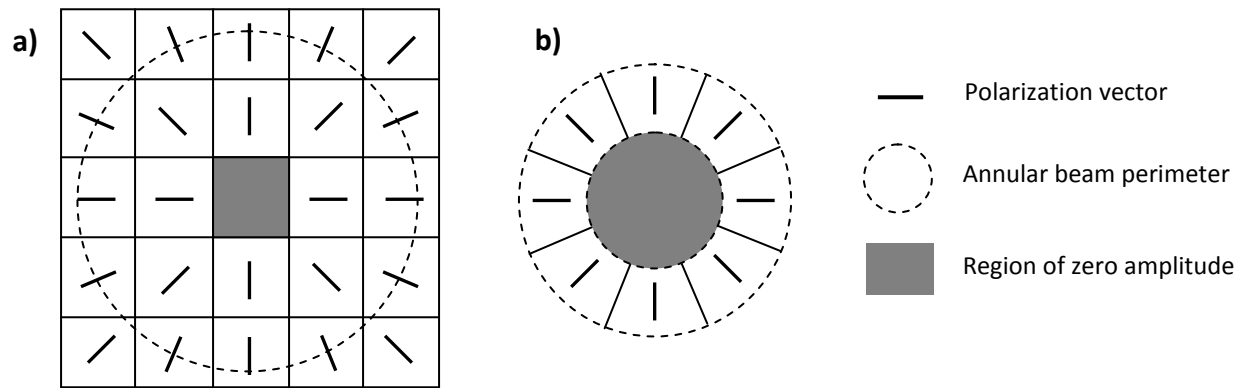 a)
b)
Polarization vector
Annular beam perimeter
Region of zero amplitude